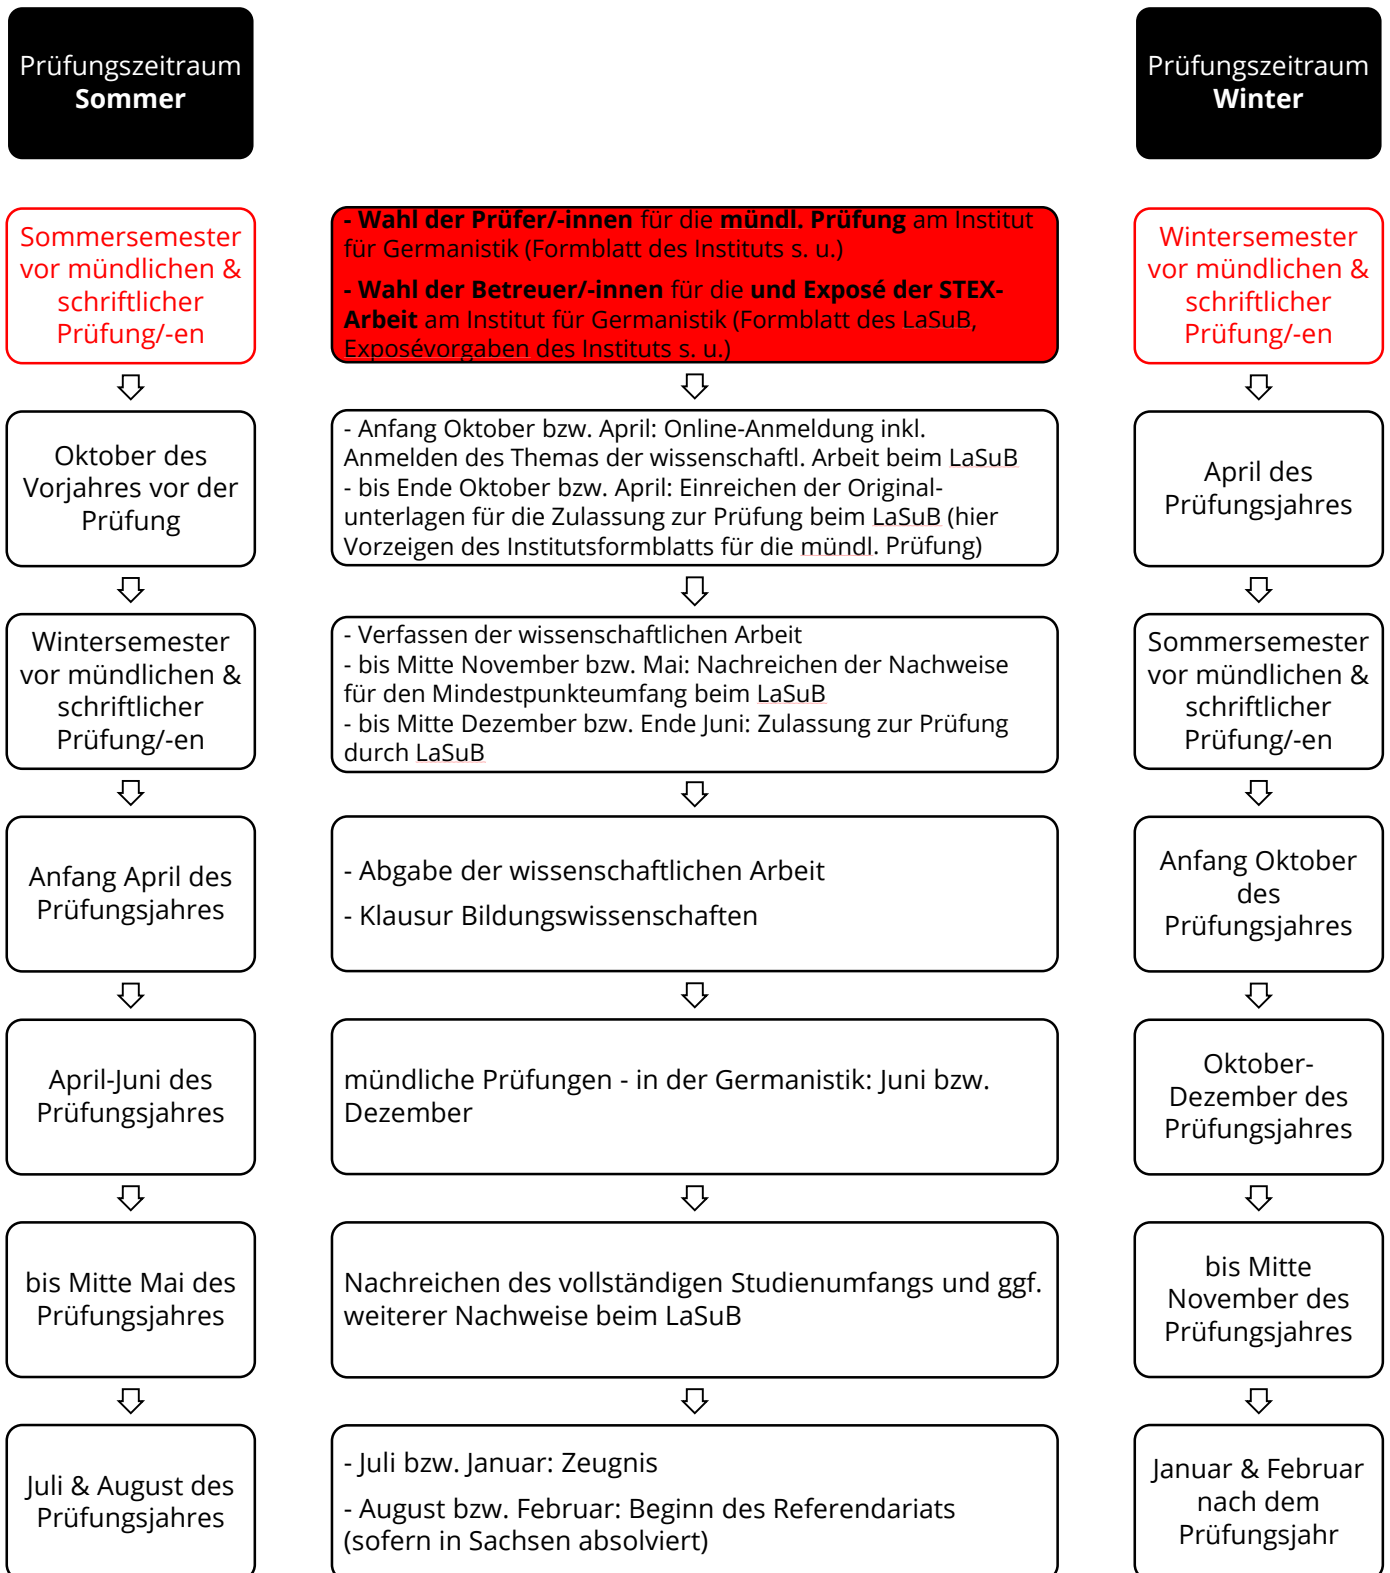 Prüfungszeitraum
Sommer
Prüfungszeitraum
Winter
Sommersemester
vor mündlichen &
schriftlicher
Prüfung/-en
- Wahl der Prüfer/-innen für die mündl. Prüfung am Institut
für Germanistik (Formblatt des Instituts s. u.)
- Wahl der Betreuer/-innen für die und Exposé der STEX-
Arbeit am Institut für Germanistik (Formblatt des LaSuB,
Exposévorgaben des Instituts s. u.)
Wintersemester
vor mündlichen &
schriftlicher
Prüfung/-en
Oktober des
Vorjahres vor der
Prüfung
- Anfang Oktober bzw. April: Online-Anmeldung inkl.
Anmelden des Themas der wissenschaftl. Arbeit beim LaSuB
- bis Ende Oktober bzw. April: Einreichen der Original-
unterlagen für die Zulassung zur Prüfung beim LaSuB (hier
Vorzeigen des Institutsformblatts für die mündl. Prüfung)
April des
Prüfungsjahres
Wintersemester
vor mündlichen &
schriftlicher
Prüfung/-en
- Verfassen der wissenschaftlichen Arbeit
- bis Mitte November bzw. Mai: Nachreichen der Nachweise
für den Mindestpunkteumfang beim LaSuB
- bis Mitte Dezember bzw. Ende Juni: Zulassung zur Prüfung
durch LaSuB
Sommersemester
vor mündlichen &
schriftlicher
Prüfung/-en
Anfang April des
Prüfungsjahres
- Abgabe der wissenschaftlichen Arbeit
- Klausur Bildungswissenschaften
Anfang Oktober
des
Prüfungsjahres
April-Juni des
Prüfungsjahres
mündliche Prüfungen - in der Germanistik: Juni bzw.
Dezember
Oktober-
Dezember des
Prüfungsjahres
bis Mitte Mai des
Prüfungsjahres
Nachreichen des vollständigen Studienumfangs und ggf.
weiterer Nachweise beim LaSuB
bis Mitte
November des
Prüfungsjahres
Juli & August des
Prüfungsjahres
- Juli bzw. Januar: Zeugnis
- August bzw. Februar: Beginn des Referendariats
(sofern in Sachsen absolviert)
Januar & Februar
nach dem
Prüfungsjahr